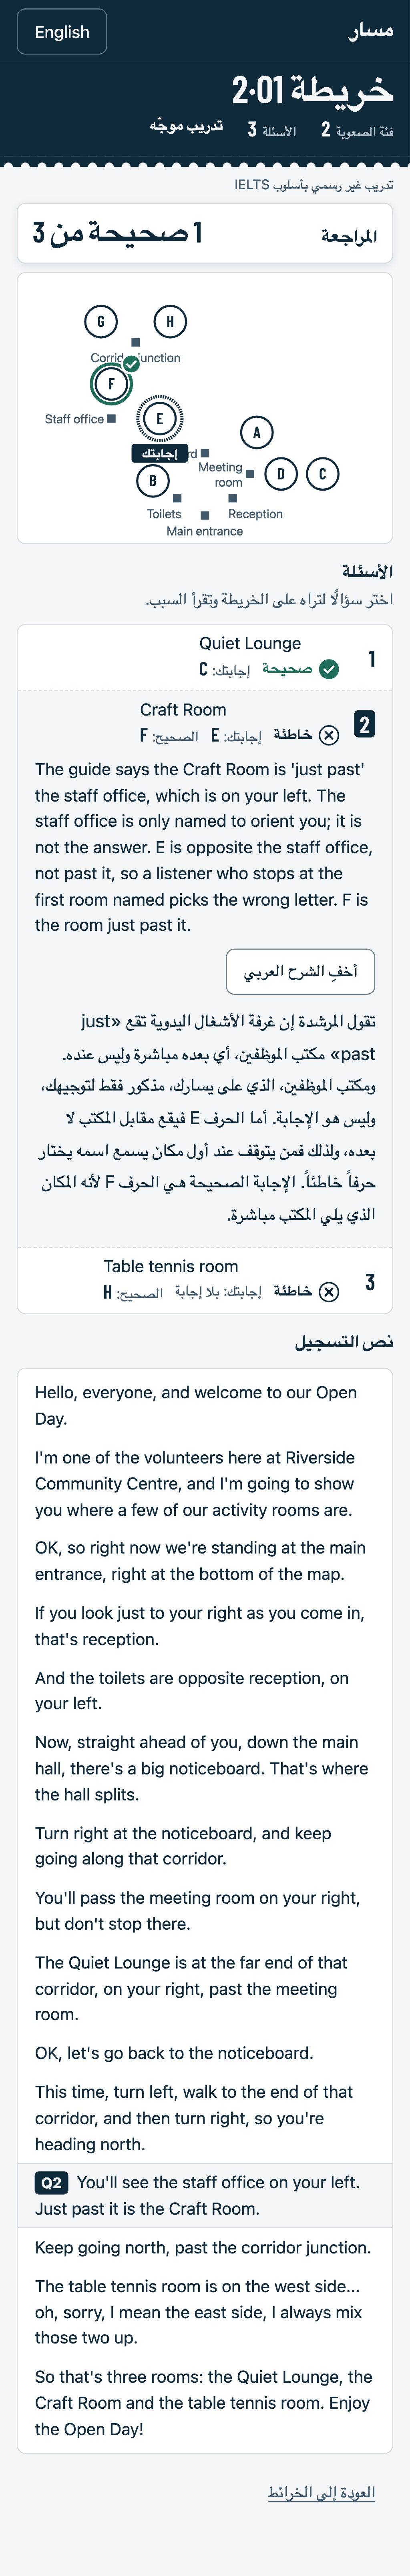 مسار
English
خريطة 2·01
فئة الصعوبة 2 الأسئلة 3 تدريب موجّه
تدريب غير رسمي بأسلوب IELTS
المراجعة
1 صحيحة من 3
G
H
F
Staff office
E
إجابتك
A
Meeting
room
B
D
C
Toilets
Reception
Main entrance
الأسئلة
اختر سؤالًا لتراه على الخريطة وتقرأ السبب.
1
Quiet Lounge
صحيحة إجابتك: C
2
Craft Room
خاطئة إجابتك: E الصحيح: F
The guide says the Craft Room is 'just past'
the staff office, which is on your left. The
staff office is only named to orient you; it is
not the answer. E is opposite the staff office,
not past it, so a listener who stops at the
first room named picks the wrong letter. F is
the room just past it.
أخفِ الشرح العربي
تقول المرشدة إن غرفة الأشغال اليدوية تقع «just
past» مكتب الموظفين، أي بعده مباشرة وليس عنده.
ومكتب الموظفين، الذي على يسارك، مذكور فقط لتوجيهك،
وليس هو الإجابة. أما الحرف E فيقع مقابل المكتب لا
بعده، ولذلك فمن يتوقف عند أول مكان يسمع اسمه يختار
حرفاً خاطئاً. الإجابة الصحيحة هي الحرف F لأنه المكان
الذي يلي المكتب مباشرة.
3
Table tennis room
خاطئة إجابتك: بلا إجابة الصحيح: H
نص التسجيل
Hello, everyone, and welcome to our Open
Day.
I'm one of the volunteers here at Riverside
Community Centre, and I'm going to show
you where a few of our activity rooms are.
OK, so right now we're standing at the main
entrance, right at the bottom of the map.
If you look just to your right as you come in,
that's reception.
And the toilets are opposite reception, on
your left.
Now, straight ahead of you, down the main
hall, there's a big noticeboard. That's where
the hall splits.
Turn right at the noticeboard, and keep
going along that corridor.
You'll pass the meeting room on your right,
but don't stop there.
The Quiet Lounge is at the far end of that
corridor, on your right, past the meeting
room.
OK, let's go back to the noticeboard.
This time, turn left, walk to the end of that
corridor, and then turn right, so you're
heading north.
Q2 You'll see the staff office on your left.
Just past it is the Craft Room.
Keep going north, past the corridor junction.
The table tennis room is on the west side...
oh, sorry, I mean the east side, I always mix
those two up.
So that's three rooms: the Quiet Lounge, the
Craft Room and the table tennis room. Enjoy
the Open Day!
العودة إلى الخرائط